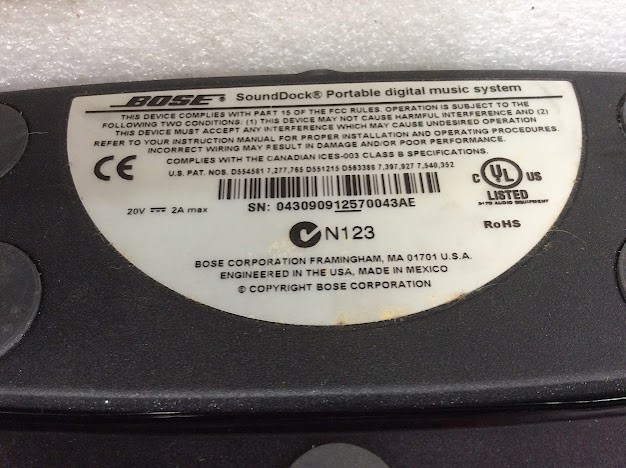 BOSE® SoundDock® Portable digital music system
THIS DEVICE COMPLIES WITH PART 15 OF THE FCC RULES. OPERATION IS SUBJECT TO THE
FOLLOWING TWO CONDITIONS: (1) THIS DEVICE MAY NOT CAUSE HARMFUL INTERFERENCE AND (2)
THIS DEVICE MUST ACCEPT ANY INTERFERENCE WHICH MAY CAUSE UNDESIRED OPERATION
REFER TO YOUR INSTRUCTION MANUAL FOR PROPER INSTALLATION AND OPERATING PROCEDURES.
INCORRECT WIRING MAY RESULT IN DAMAGE AND/OR POOR PERFORMANCE.
COMPLIES WITH THE CANADIAN ICES-003 CLASS B SPECIFICATIONS.
U.S. PAT. NOS. D554581 7,277,765 D551215 D563386 7,397,927 7,540,352
CE
C UL US
LISTED
3170 AUDIO EQUIPMENT
20V 2A max
SN: 043090912570043AE
RoHS
N123
BOSE CORPORATION FRAMINGHAM, MA 01701 U.S.A.
ENGINEERED IN THE USA, MADE IN MEXICO
© COPYRIGHT BOSE CORPORATION